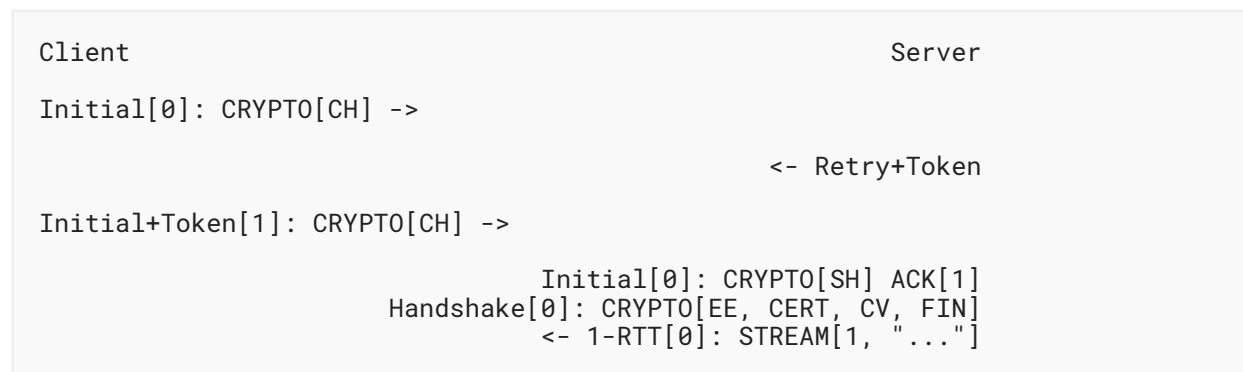 Client Server
Initial[0]: CRYPTO[CH] ->
<- Retry+Token
Initial+Token[1]: CRYPTO[CH] ->
Initial[0]: CRYPTO[SH] ACK[1]
Handshake[0]: CRYPTO[EE, CERT, CV, FIN]
<- 1-RTT[0]: STREAM[1, "..."]